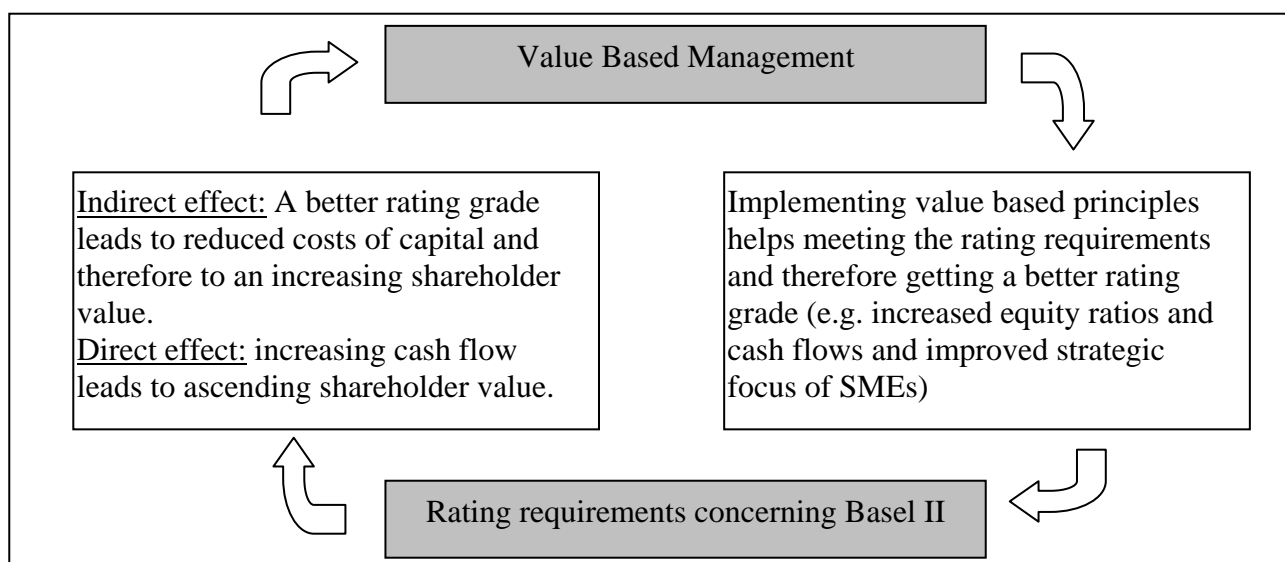 Value Based Management
Indirect effect: A better rating grade
leads to reduced costs of capital and
therefore to an increasing shareholder
value.
Direct effect: increasing cash flow
leads to ascending shareholder value.
Implementing value based principles
helps meeting the rating requirements
and therefore getting a better rating
grade (e.g. increased equity ratios and
cash flows and improved strategic
focus of SMEs)
Rating requirements concerning Basel II